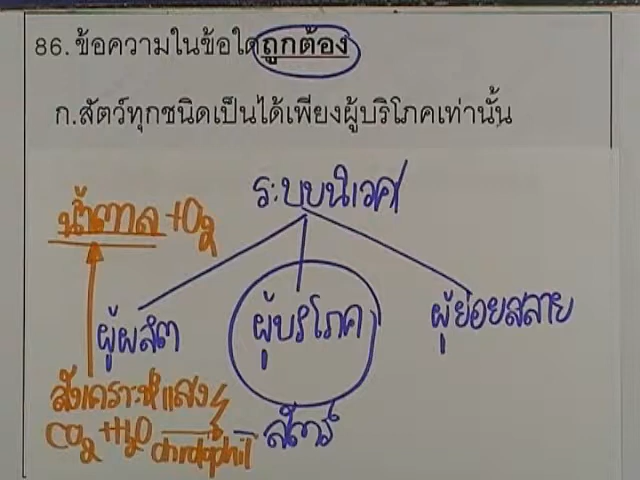 86. ข้อความในข้อใดถูกต้อง
ก.สัตว์ทุกชนิดเป็นได้เพียงผู้บริโภคเท่านั้น
ระบบนิเวศ
น้ำตาล +O₂
ผู้ผลิต ผู้บริโภค ผู้ย่อยสลาย
สังเคราะห์แสง
CO₂ +H₂O
สัตว์